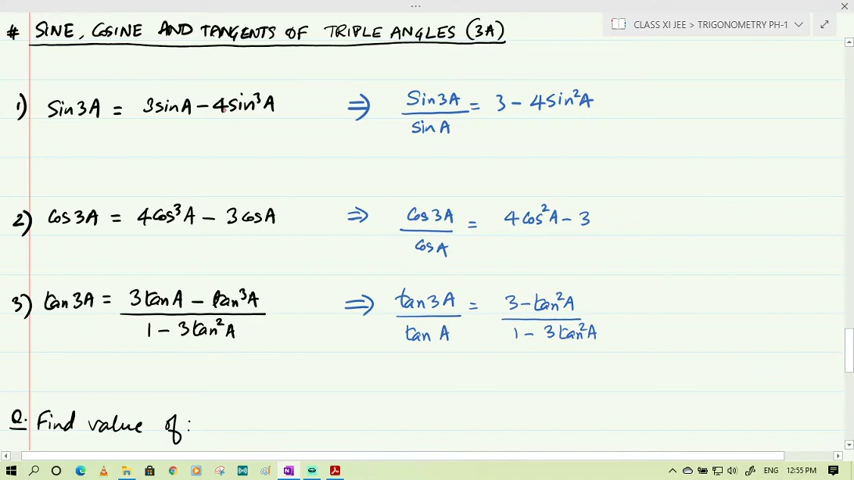 CLASS XI JEE > TRIGONOMETRY PH-1
# SINE, COSINE AND TANGENTS OF TRIPLE ANGLES (3A)
1) Sin3A = 3sinA - 4sin³A ⇒ Sin3A / sinA = 3 - 4sin²A
2) Cos3A = 4cos³A - 3cosA ⇒ Cos3A / cosA = 4cos²A - 3
3) tan3A = 3tanA - tan³A / 1 - 3tan²A ⇒ tan3A / tanA = 3 - tan²A / 1 - 3tan²A
Q. Find value of:
ENG 12:55 PM